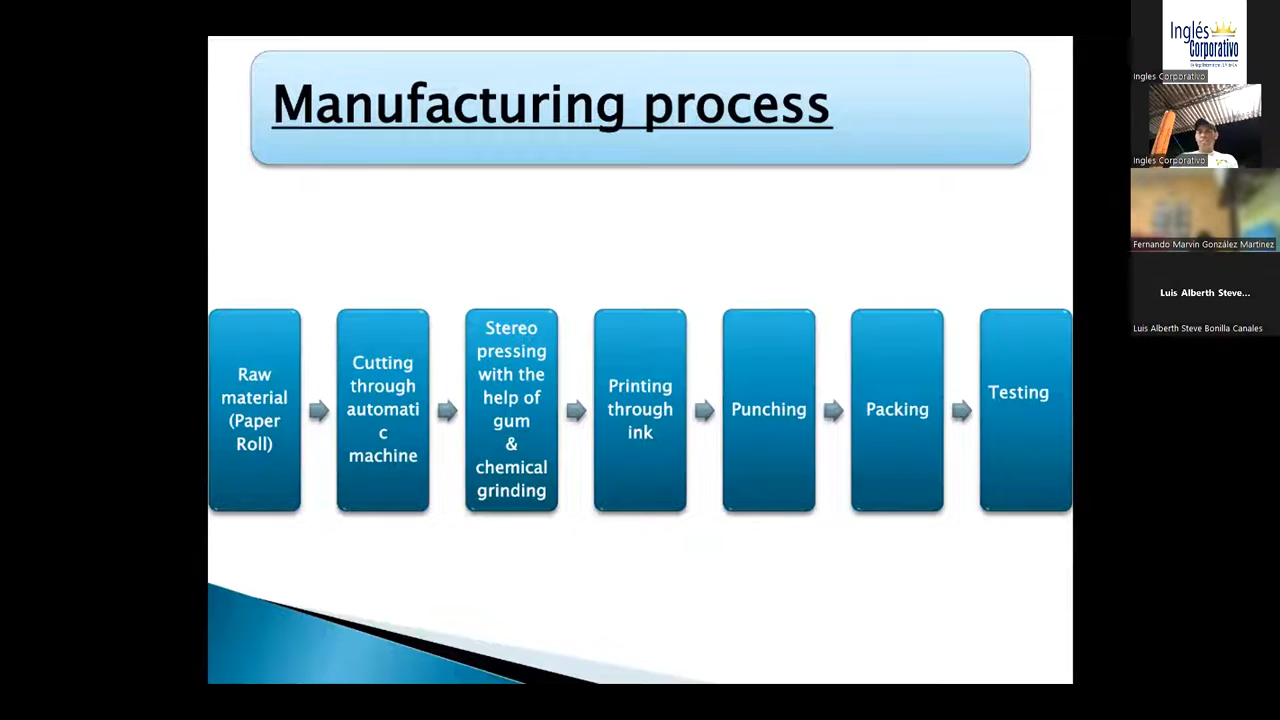 Manufacturing process
Raw
material
(Paper
Roll)
Cutting
through
automati
c
machine
Stereo
pressing
with the
help of
gum
&
chemical
grinding
Printing
through
ink
Punching
Packing
Testing
Inglés
Corporativo
Ingles Corporativo
Ingles Corporativo
Fernando Marvin González Martinez
Luis Alberth Steve...
Luis Alberth Steve Bonilla Canales